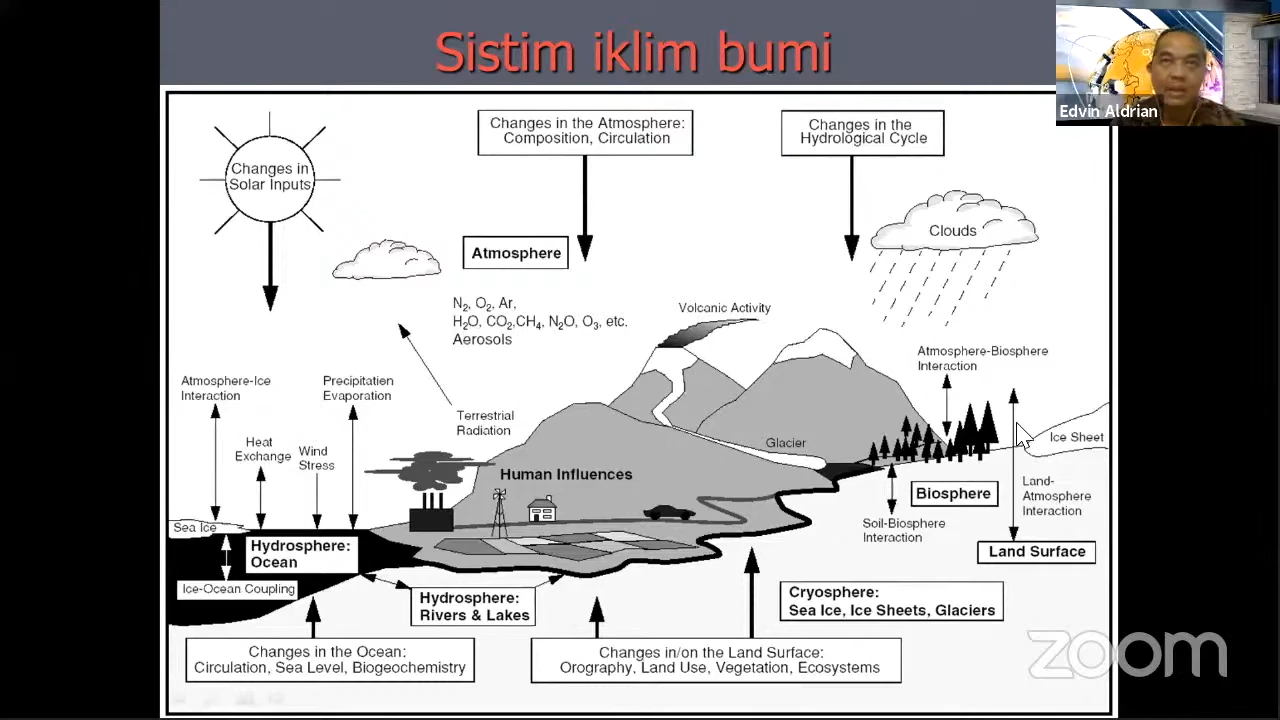 Sistim iklim bumi
Edvin Aldrian
Changes in
Solar Inputs
Changes in the Atmosphere:
Composition, Circulation
Changes in the
Hydrological Cycle
Clouds
Atmosphere
N₂, O₂, Ar,
H₂O, CO₂,CH₄, N₂O, O₃, etc.
Aerosols
Volcanic Activity
Atmosphere-Biosphere
Interaction
Atmosphere-Ice
Interaction
Precipitation
Evaporation
Terrestrial
Radiation
Heat
Exchange
Wind
Stress
Glacier
Ice Sheet
Human Influences
Land-
Atmosphere
Interaction
Biosphere
Soil-Biosphere
Interaction
Land Surface
Sea Ice
Hydrosphere:
Ocean
Ice-Ocean Coupling
Hydrosphere:
Rivers & Lakes
Cryosphere:
Sea Ice, Ice Sheets, Glaciers
Changes in the Ocean:
Circulation, Sea Level, Biogeochemistry
Changes in/on the Land Surface:
Orography, Land Use, Vegetation, Ecosystems
zoom